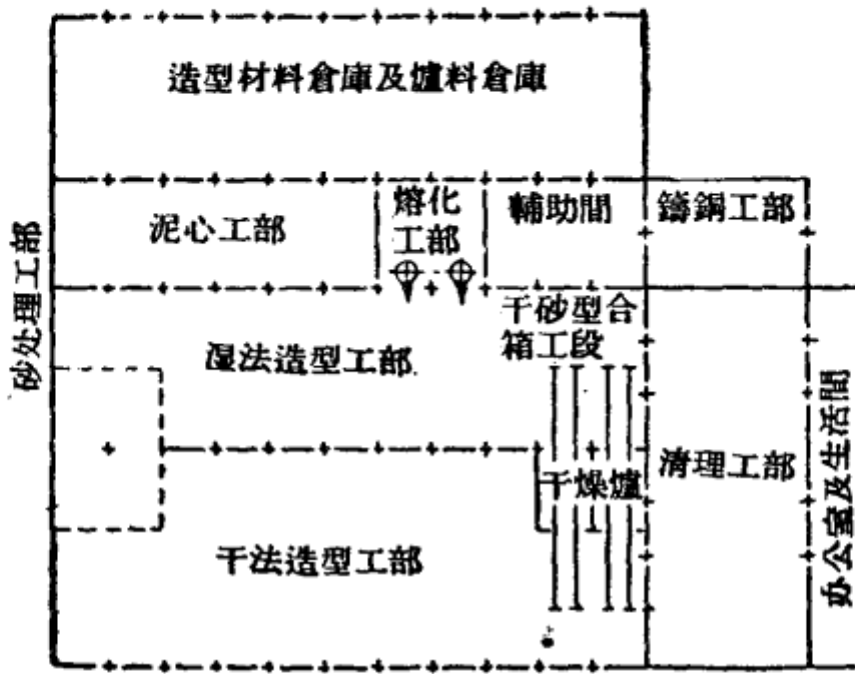 造型材料倉庫及爐料倉庫
泥心工部
熔化
工部
輔助間
鑄鋼工部
砂处理工部
湿法造型工部
干砂型合
箱工段
干燥爐
清理工部
办公室及生活間
干法造型工部